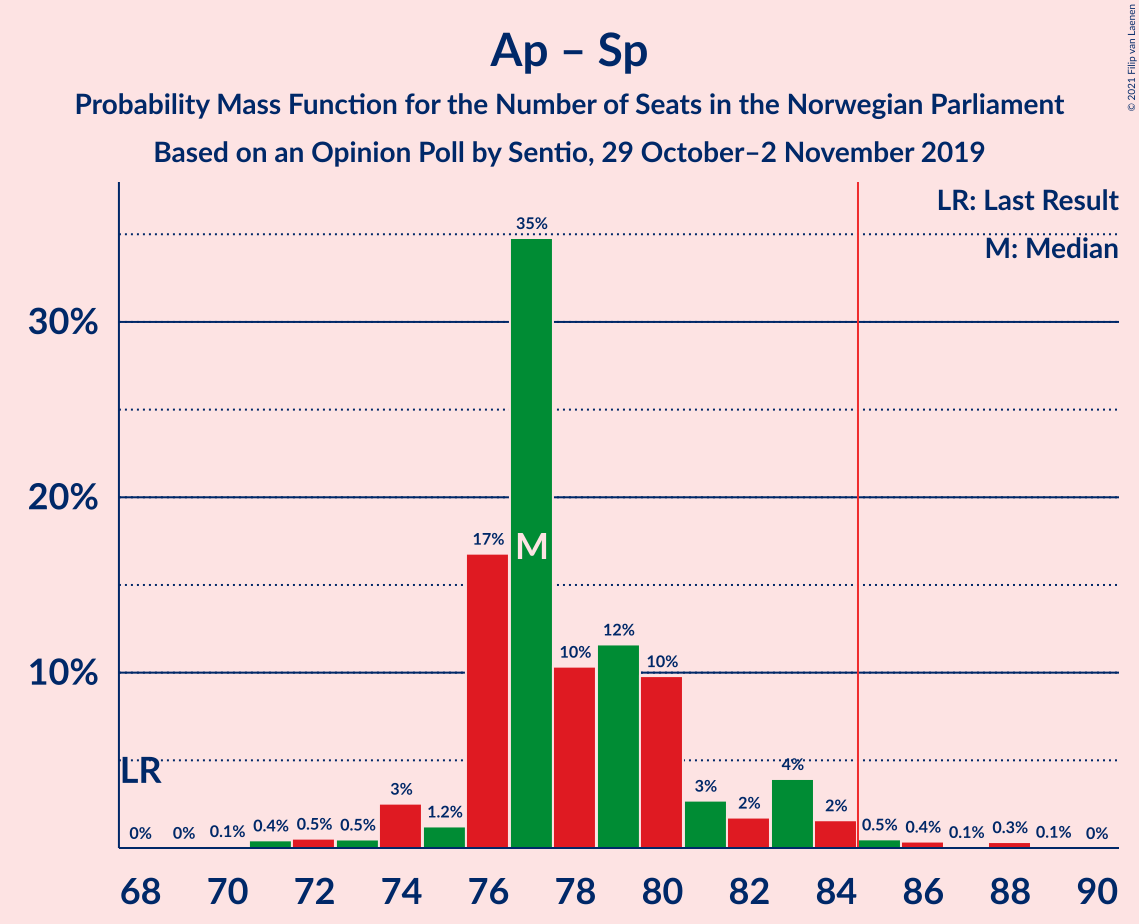 Ap – Sp
Probability Mass Function for the Number of Seats in the Norwegian Parliament
Based on an Opinion Poll by Sentio, 29 October–2 November 2019
© 2021 Filip van Laenen
LR: Last Result
M: Median
30%
20%
10%
LR
M
0%
0%
0.1%
0.4%
0.5%
0.5%
3%
1.2%
17%
35%
10%
12%
10%
3%
2%
4%
2%
0.5%
0.4%
0.1%
0.3%
0.1%
0%
68 70 72 74 76 78 80 82 84 86 88 90